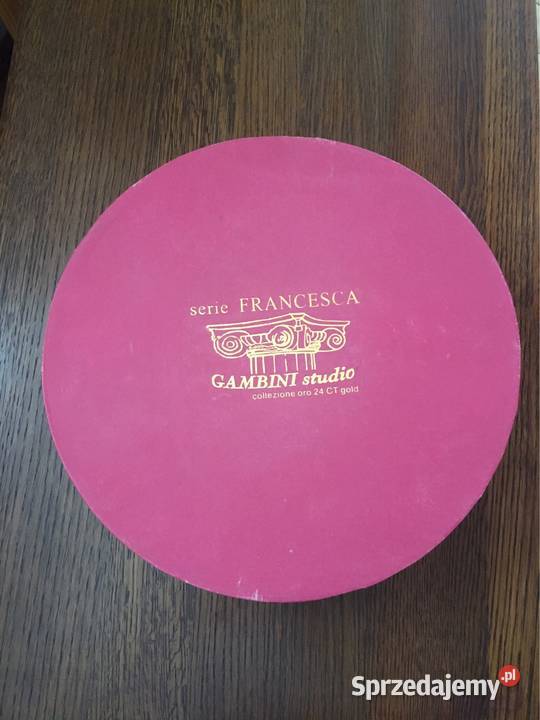 serie FRANCESCA
GAMBINI studio
collezione oro 24 CT gold
Sprzedajemy.pl